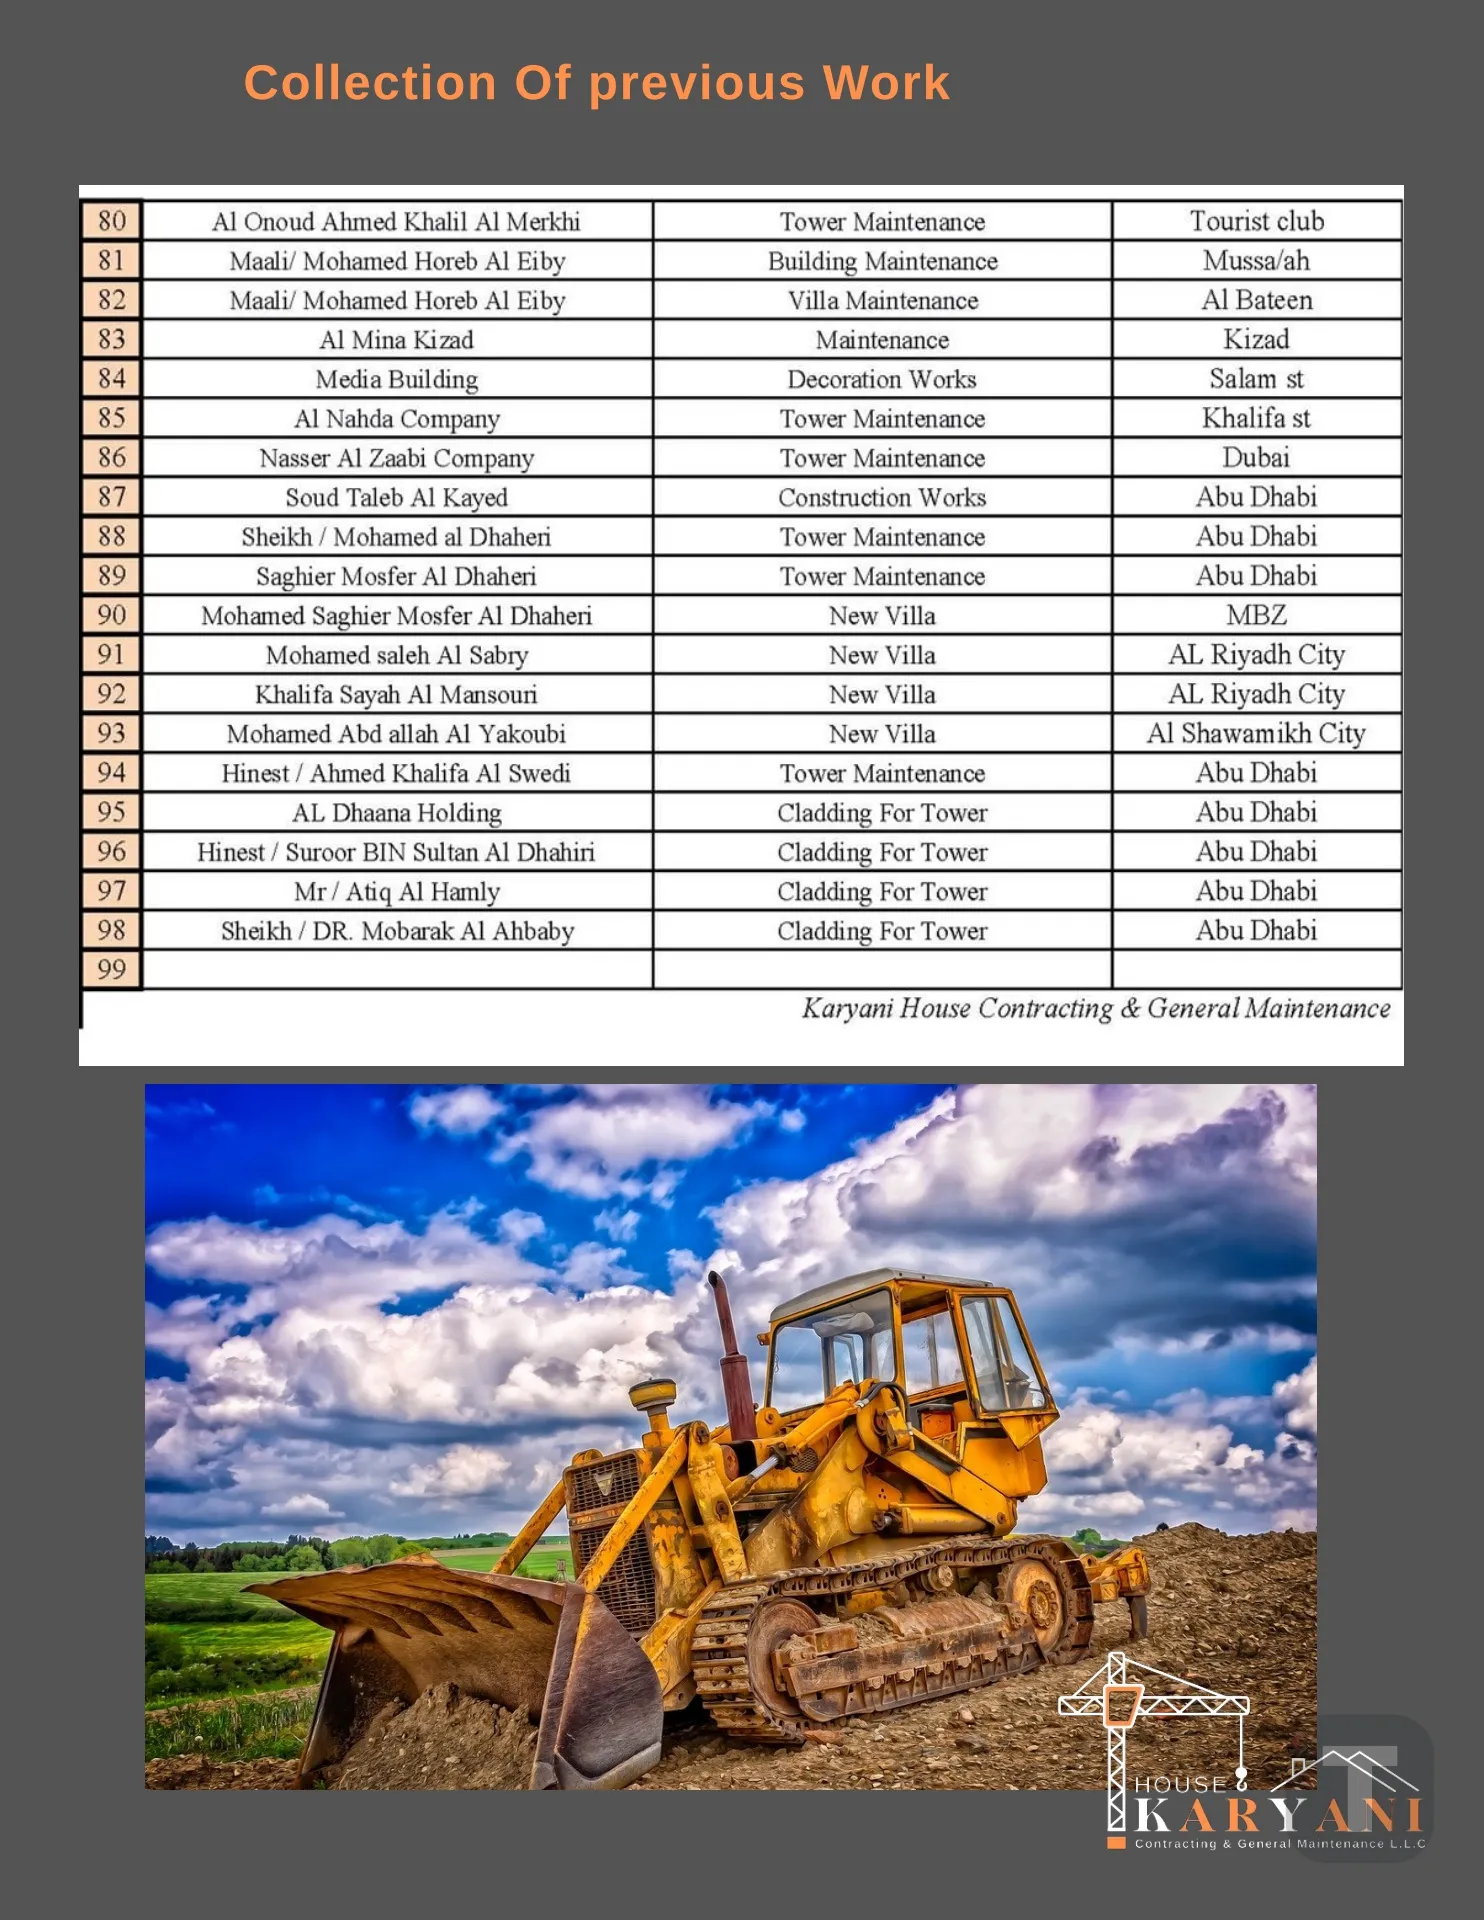 Collection Of previous Work
80 Al Onoud Ahmed Khalil Al Merkhi Tower Maintenance Tourist club
81 Maali/ Mohamed Horeb Al Eiby Building Maintenance Mussa/ah
82 Maali/ Mohamed Horeb Al Eiby Villa Maintenance Al Bateen
83 Al Mina Kizad Maintenance Kizad
84 Media Building Decoration Works Salam st
85 Al Nahda Company Tower Maintenance Khalifa st
86 Nasser Al Zaabi Company Tower Maintenance Dubai
87 Soud Taleb Al Kayed Construction Works Abu Dhabi
88 Sheikh / Mohamed al Dhaheri Tower Maintenance Abu Dhabi
89 Saghier Mosfer Al Dhaheri Tower Maintenance Abu Dhabi
90 Mohamed Saghier Mosfer Al Dhaheri New Villa MBZ
91 Mohamed saleh Al Sabry New Villa AL Riyadh City
92 Khalifa Sayah Al Mansouri New Villa AL Riyadh City
93 Mohamed Abd allah Al Yakoubi New Villa Al Shawamikh City
94 Hinest / Ahmed Khalifa Al Swedi Tower Maintenance Abu Dhabi
95 AL Dhaana Holding Cladding For Tower Abu Dhabi
96 Hinest / Suroor BIN Sultan Al Dhahiri Cladding For Tower Abu Dhabi
97 Mr / Atiq Al Hamly Cladding For Tower Abu Dhabi
98 Sheikh / DR. Mobarak Al Ahbaby Cladding For Tower Abu Dhabi
99
Karyani House Contracting & General Maintenance
HOUSE
KARYANI
Contracting & General Maintenance L.L.C